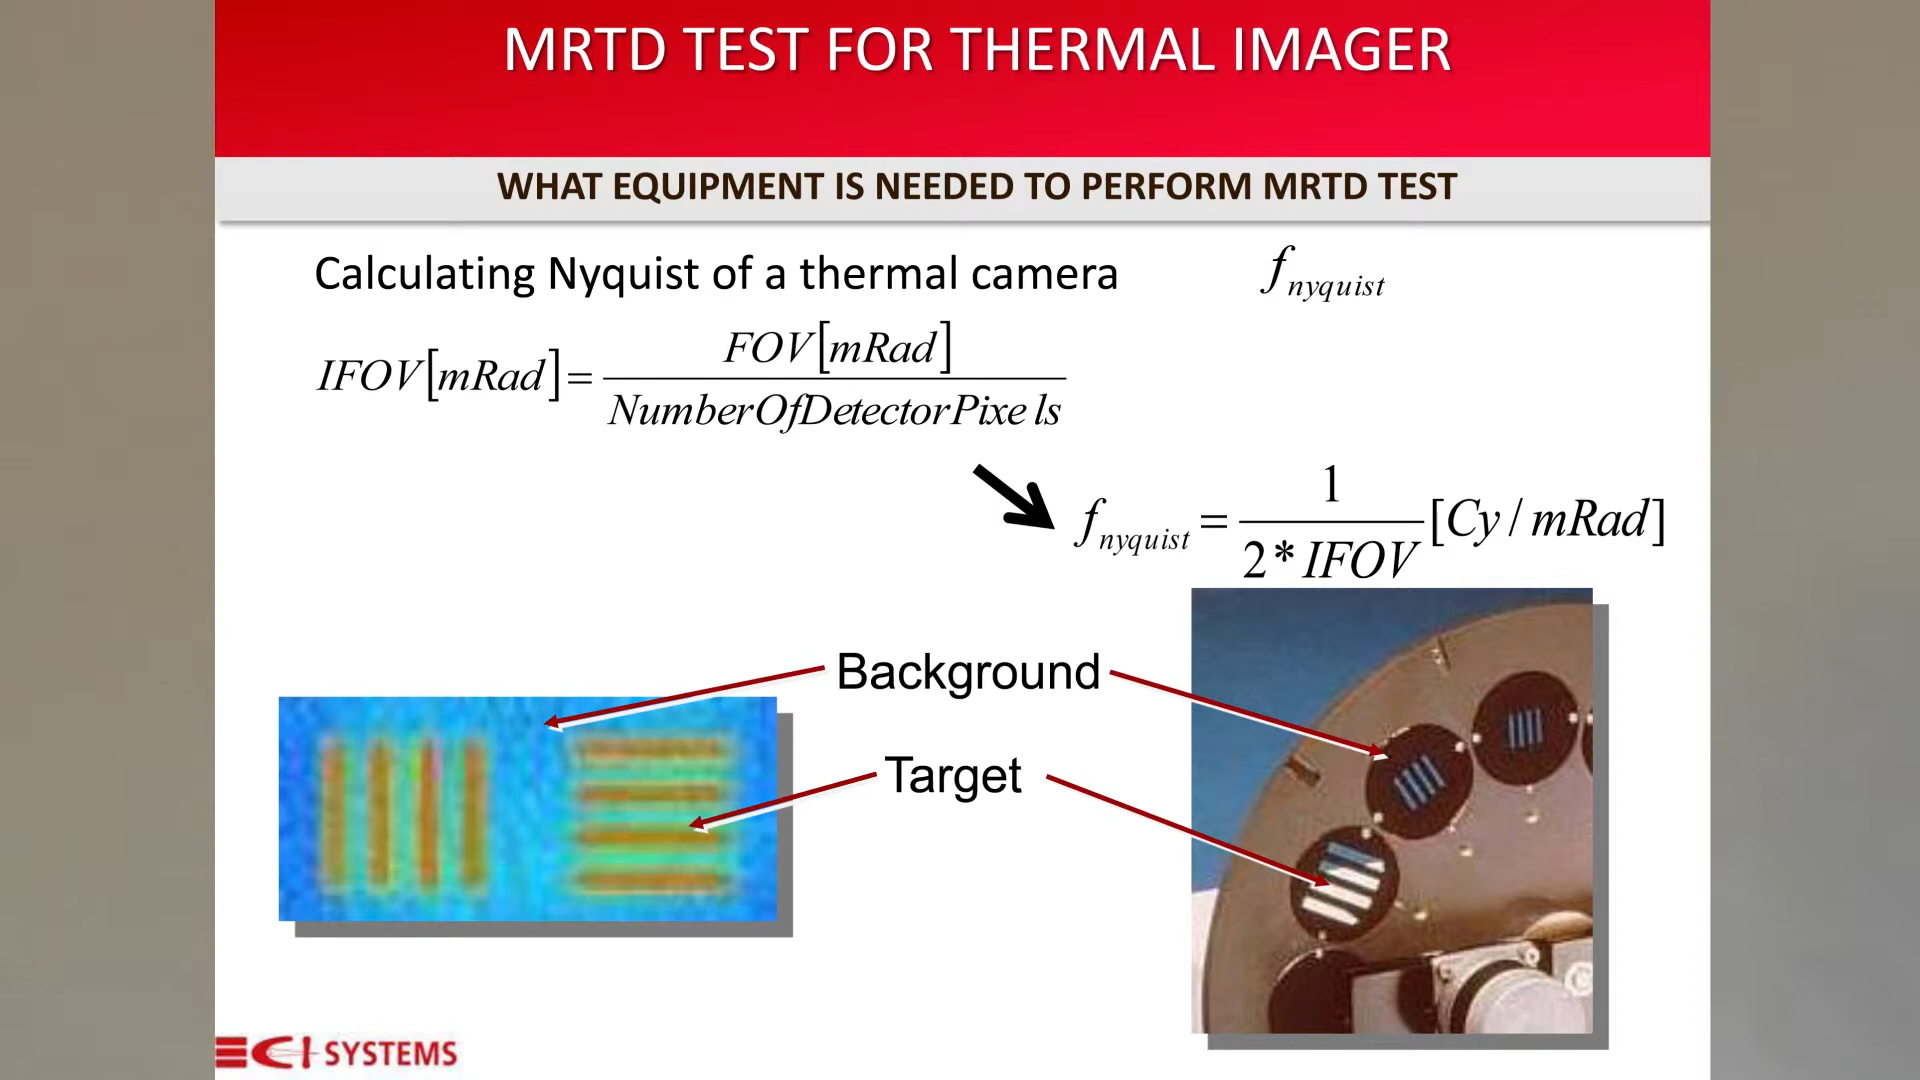 MRTD TEST FOR THERMAL IMAGER
WHAT EQUIPMENT IS NEEDED TO PERFORM MRTD TEST
Calculating Nyquist of a thermal camera
f nyquist
IFOV[mRad] = FOV[mRad] / NumberOfDetectorPixe ls
f nyquist = 1 / 2 * IFOV [Cy / mRad]
Background
Target
CI SYSTEMS